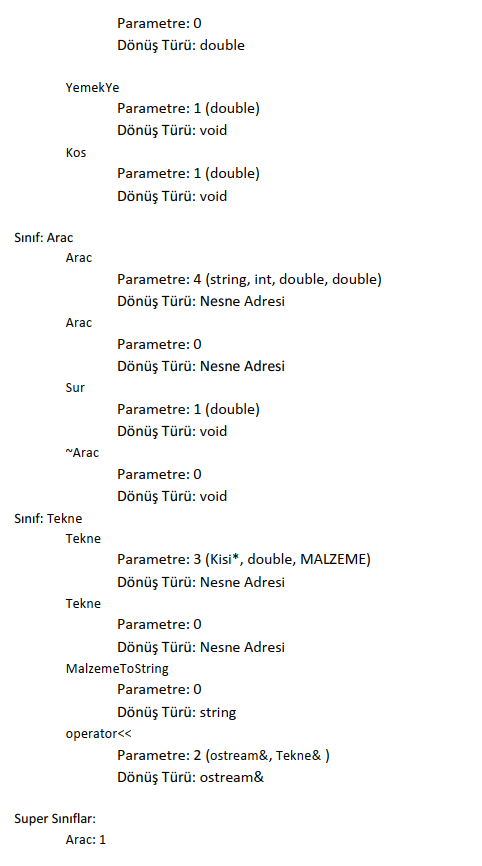 Parametre: 0
Dönüş Türü: double
YemekYe
Parametre: 1 (double)
Dönüş Türü: void
Kos
Parametre: 1 (double)
Dönüş Türü: void
Sınıf: Arac
Arac
Parametre: 4 (string, int, double, double)
Dönüş Türü: Nesne Adresi
Arac
Parametre: 0
Dönüş Türü: Nesne Adresi
Sur
Parametre: 1 (double)
Dönüş Türü: void
~Arac
Parametre: 0
Dönüş Türü: void
Sınıf: Tekne
Tekne
Parametre: 3 (Kisi*, double, MALZEME)
Dönüş Türü: Nesne Adresi
Tekne
Parametre: 0
Dönüş Türü: Nesne Adresi
MalzemeToString
Parametre: 0
Dönüş Türü: string
operator<<
Parametre: 2 (ostream&, Tekne& )
Dönüş Türü: ostream&
Super Sınıflar:
Arac: 1